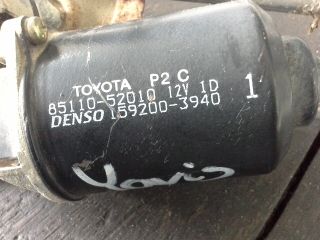 TOYOTA P2 C
85110-52010 12V 1D
DENSO 159200-3940
1
Yaris